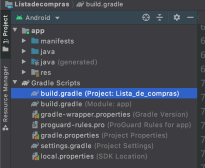 Listadecompras
build.gradle
Android
app
manifests
java
java (generated)
res
Gradle Scripts
build.gradle (Project: Lista_de_compras)
build.gradle (Module: app)
gradle-wrapper.properties (Gradle Version)
proguard-rules.pro (ProGuard Rules for app)
gradle.properties (Project Properties)
settings.gradle (Project Settings)
local.properties (SDK Location)
1: Project
Resource Manager